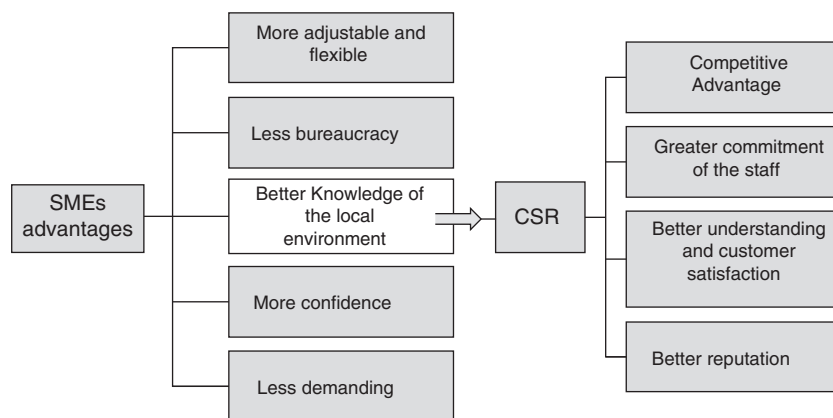 SMEs
advantages
More adjustable and
flexible
Less bureaucracy
Better Knowledge of
the local
environment
More confidence
Less demanding
CSR
Competitive
Advantage
Greater commitment
of the staff
Better understanding
and customer
satisfaction
Better reputation